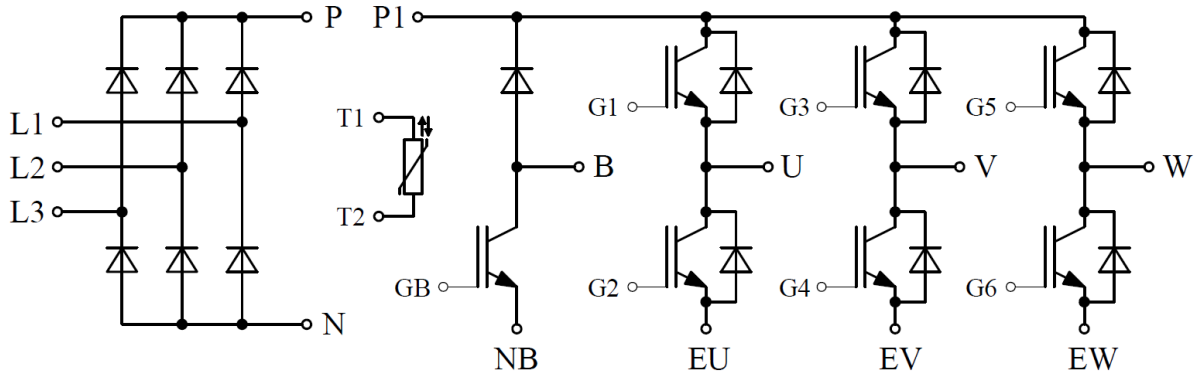 P P1
G1 G3 G5
L1 T1
L2 B U V W
L3 T2
GB G2 G4 G6
N
NB EU EV EW